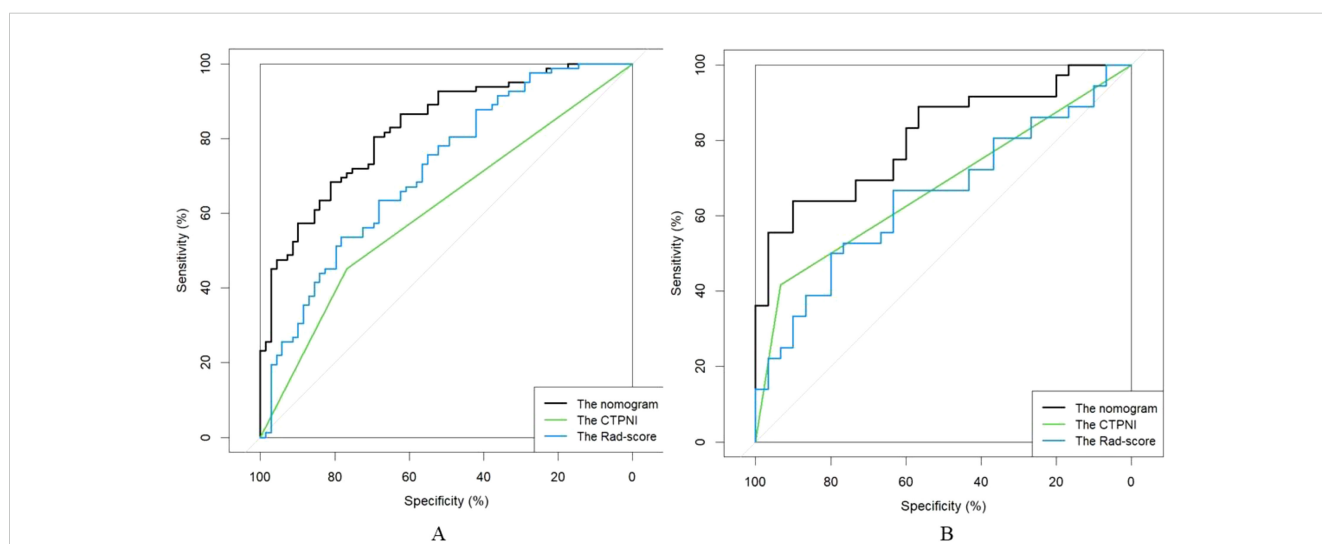 100
80
60
40
20
0
Sensitivity (%)
The nomogram
The CTPNI
The Rad-score
100
80
60
40
20
0
Specificity (%)
A
100
80
60
40
20
0
Sensitivity (%)
The nomogram
The CTPNI
The Rad-score
100
80
60
40
20
0
Specificity (%)
B